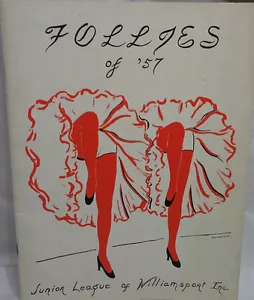 FOLLIES
of '57
Junior League of Williamsport Inc.